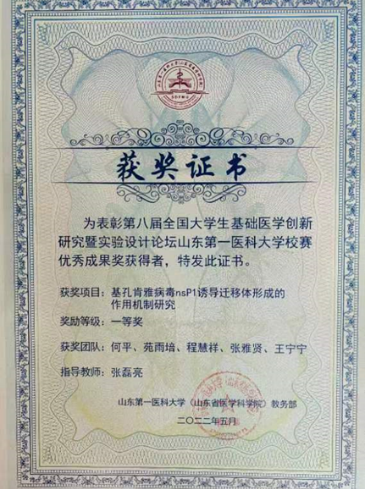 获奖证书
为表彰第八届全国大学生基础医学创新
研究暨实验设计论坛山东第一医科大学校赛
优秀成果奖获得者，特发此证书。
获奖项目：基孔肯雅病毒nsP1诱导迁移体形成的
作用机制研究
奖励等级：一等奖
获奖团队：何平、苑雨培、程慧祥、张雅贤、王宁宁
指导教师：张磊亮
山东第一医科大学（山东省医学科学院）教务部
二〇二二年五月